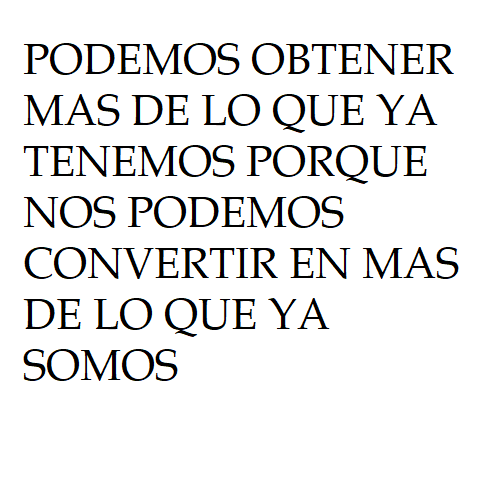 PODEMOS OBTENER
MAS DE LO QUE YA
TENEMOS PORQUE
NOS PODEMOS
CONVERTIR EN MAS
DE LO QUE YA
SOMOS